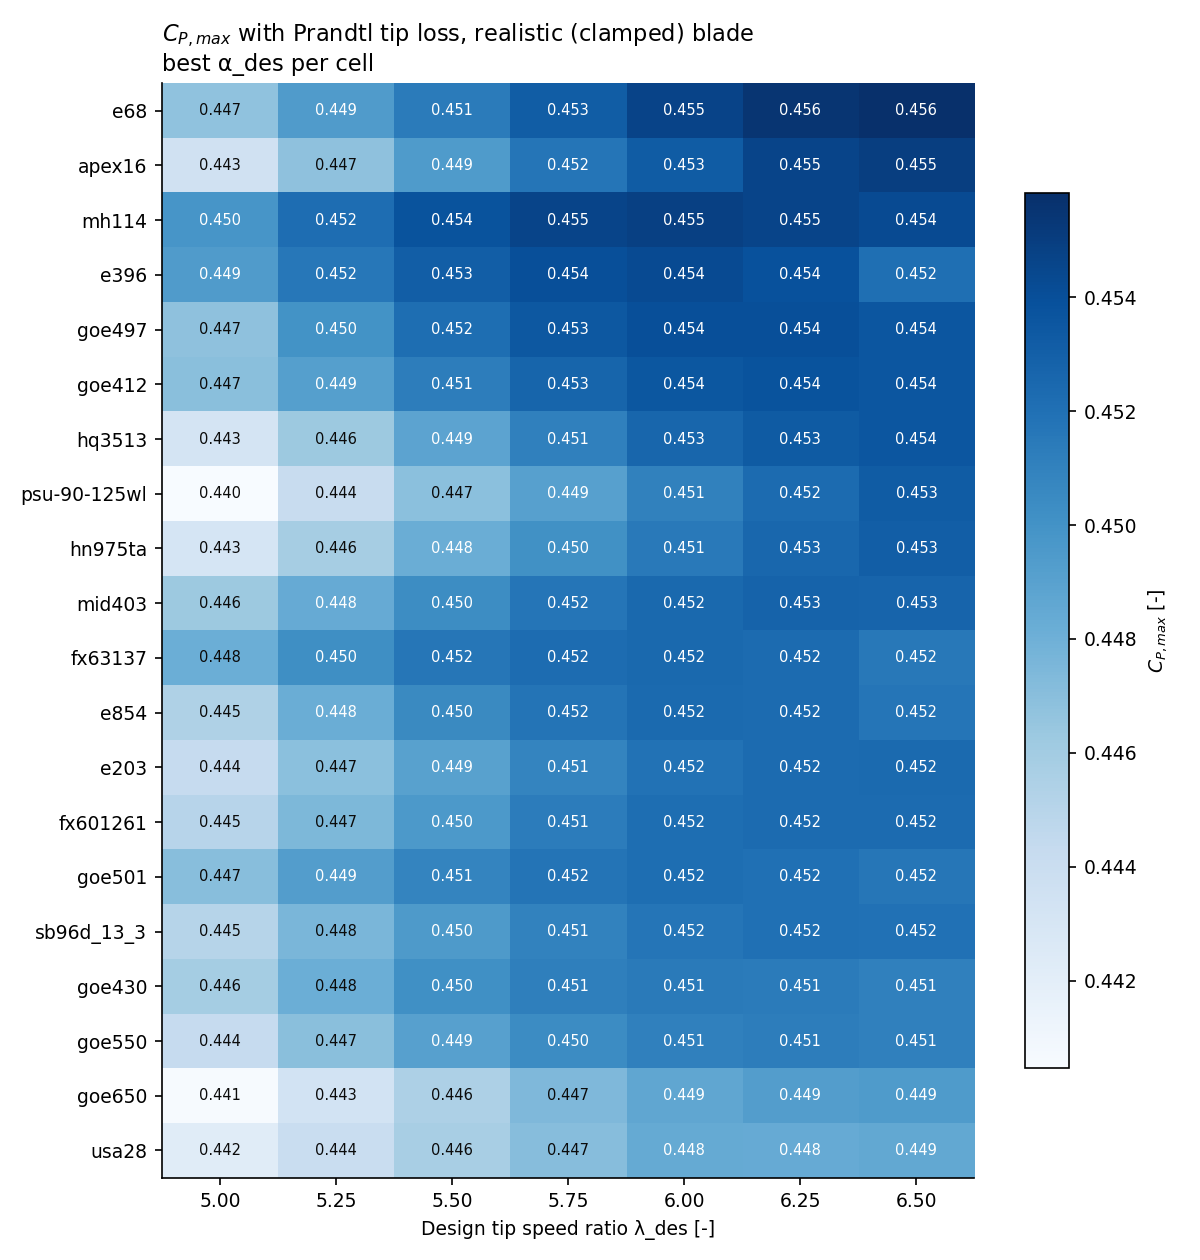 C_P,max with Prandtl tip loss, realistic (clamped) blade
best α_des per cell
e68 0.447 0.449 0.451 0.453 0.455 0.456 0.456
apex16 0.443 0.447 0.449 0.452 0.453 0.455 0.455
mh114 0.450 0.452 0.454 0.455 0.455 0.455 0.454
e396 0.449 0.452 0.453 0.454 0.454 0.454 0.452
goe497 0.447 0.450 0.452 0.453 0.454 0.454 0.454
goe412 0.447 0.449 0.451 0.453 0.454 0.454 0.454
hq3513 0.443 0.446 0.449 0.451 0.453 0.453 0.454
psu-90-125wl 0.440 0.444 0.447 0.449 0.451 0.452 0.453
hn975ta 0.443 0.446 0.448 0.450 0.451 0.453 0.453
mid403 0.446 0.448 0.450 0.452 0.452 0.453 0.453
fx63137 0.448 0.450 0.452 0.452 0.452 0.452 0.452
e854 0.445 0.448 0.450 0.452 0.452 0.452 0.452
e203 0.444 0.447 0.449 0.451 0.452 0.452 0.452
fx601261 0.445 0.447 0.450 0.451 0.452 0.452 0.452
goe501 0.447 0.449 0.451 0.452 0.452 0.452 0.452
sb96d_13_3 0.445 0.448 0.450 0.451 0.452 0.452 0.452
goe430 0.446 0.448 0.450 0.451 0.451 0.451 0.451
goe550 0.444 0.447 0.449 0.450 0.451 0.451 0.451
goe650 0.441 0.443 0.446 0.447 0.449 0.449 0.449
usa28 0.442 0.444 0.446 0.447 0.448 0.448 0.449
5.00 5.25 5.50 5.75 6.00 6.25 6.50
Design tip speed ratio λ_des [-]
0.454
0.452
0.450
0.448
0.446
0.444
0.442
C_P,max [-]